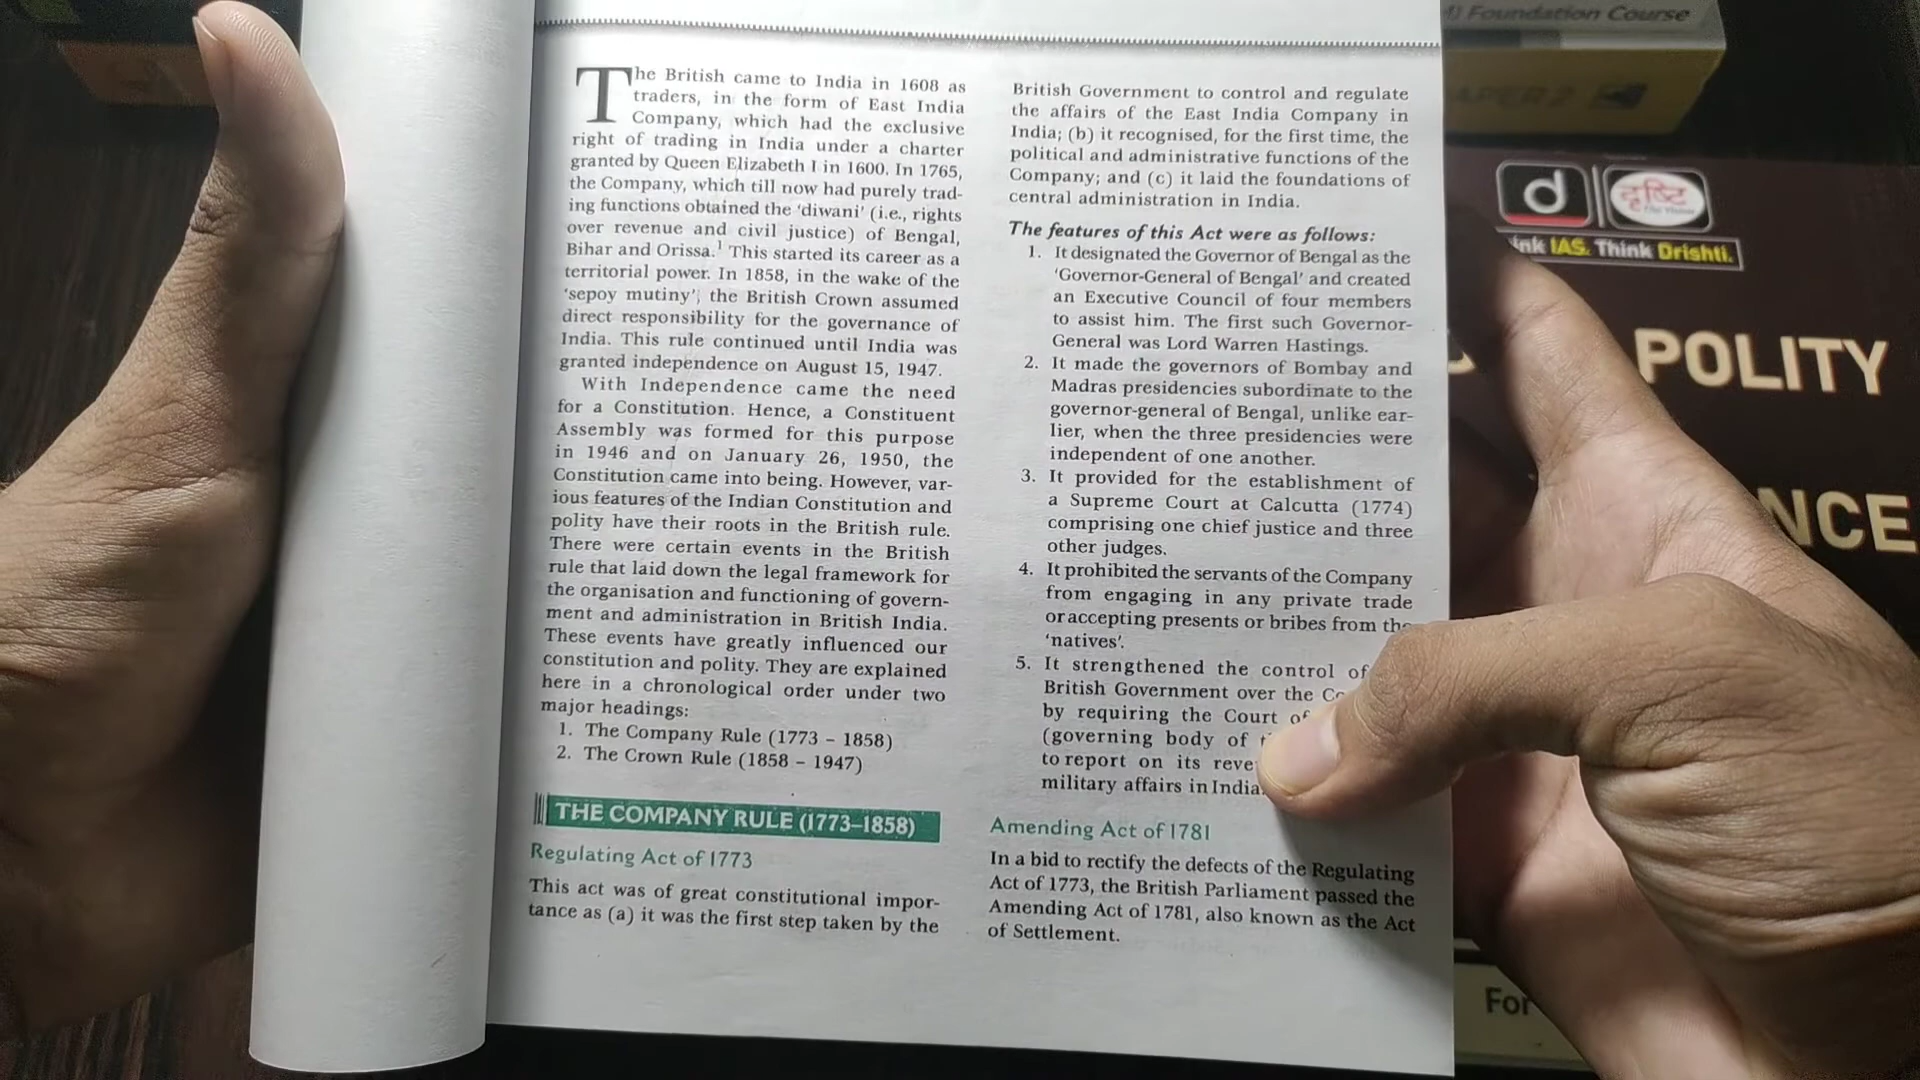 The British came to India in 1608 as
traders, in the form of East India
Company, which had the exclusive
right of trading in India under a charter
granted by Queen Elizabeth I in 1600. In 1765,
the Company, which till now had purely trad-
ing functions obtained the ‘diwani’ (i.e., rights
over revenue and civil justice) of Bengal,
Bihar and Orissa.1 This started its career as a
territorial power. In 1858, in the wake of the
‘sepoy mutiny’, the British Crown assumed
direct responsibility for the governance of
India. This rule continued until India was
granted independence on August 15, 1947.
With Independence came the need
for a Constitution. Hence, a Constituent
Assembly was formed for this purpose
in 1946 and on January 26, 1950, the
Constitution came into being. However, var-
ious features of the Indian Constitution and
polity have their roots in the British rule.
There were certain events in the British
rule that laid down the legal framework for
the organisation and functioning of govern-
ment and administration in British India.
These events have greatly influenced our
constitution and polity. They are explained
here in a chronological order under two
major headings:
1. The Company Rule (1773 – 1858)
2. The Crown Rule (1858 – 1947)
THE COMPANY RULE (1773–1858)
Regulating Act of 1773
This act was of great constitutional impor-
tance as (a) it was the first step taken by the
British Government to control and regulate
the affairs of the East India Company in
India; (b) it recognised, for the first time, the
political and administrative functions of the
Company; and (c) it laid the foundations of
central administration in India.
The features of this Act were as follows:
1. It designated the Governor of Bengal as the
‘Governor-General of Bengal’ and created
an Executive Council of four members
to assist him. The first such Governor-
General was Lord Warren Hastings.
2. It made the governors of Bombay and
Madras presidencies subordinate to the
governor-general of Bengal, unlike ear-
lier, when the three presidencies were
independent of one another.
3. It provided for the establishment of
a Supreme Court at Calcutta (1774)
comprising one chief justice and three
other judges.
4. It prohibited the servants of the Company
from engaging in any private trade
or accepting presents or bribes from the
‘natives’.
5. It strengthened the control of
British Government over the
by requiring the Court of
(governing body of
to report on its
military affairs in India.
Amending Act of 1781
In a bid to rectify the defects of the Regulating
Act of 1773, the British Parliament passed the
Amending Act of 1781, also known as the Act
of Settlement.
Foundation Course
PAPER 2
d
दृष्टि
The Vision
IAS. Think Drishti.
POLITY
NCE
For